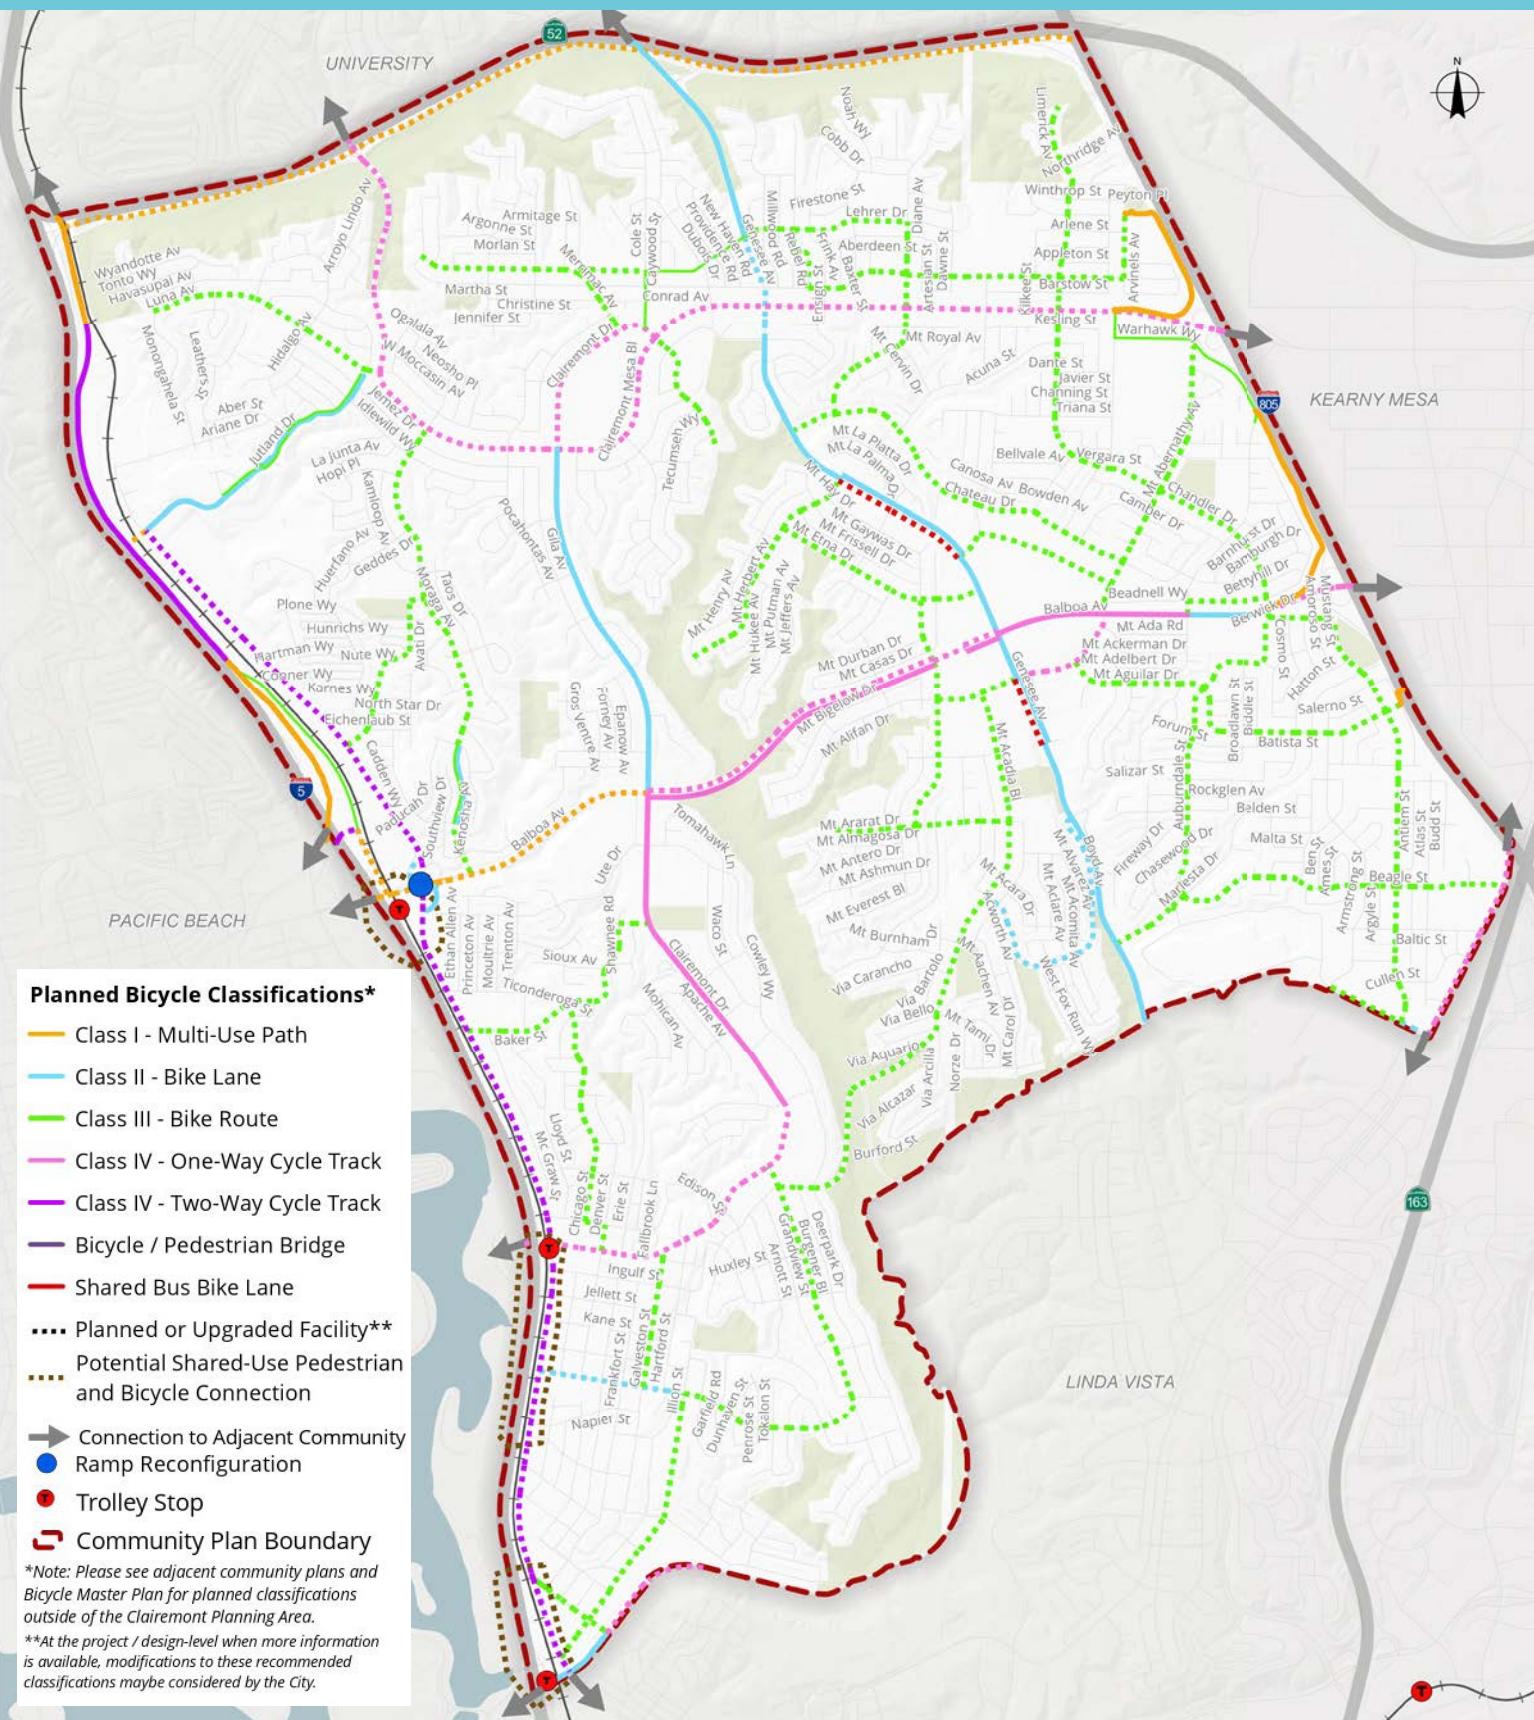 52
UNIVERSITY
N
Noah Wy
Cobb Dr
Limerick Av
Northridge Av
Firestone St
Winthrop St
Peyton Pl
Arroyo Lindo Av
Armitage St
Argonne St
Morlan St
Cole St
Caywood St
New Haven Rd
Providence Rd
Dubois Dr
Genesee Av
Millwood Rd
Rebel Rd
Frink Av
Baxter St
Ensign St
Lehrer Dr
Diane Av
Aberdeen St
Artesian St
Dawne St
Arlene St
Appleton St
Arvinels Av
Kilkee St
Barstow St
Wyandotte Av
Tonto Wy
Havasupai Av
Luna Av
Merrimac Av
Martha St
Christine St
Jennifer St
Conrad Av
Kesling St
Warhawk Wy
Monongahela St
Leathers St
Hidalgo Av
Ogalala Av
Neosho Pl
W Moccasin Av
Clairemont Dr
Clairemont Mesa Bl
Mt Cervin Dr
Mt Royal Av
Acuna St
Dante St
Javier St
Channing St
Triana St
805
KEARNY MESA
Aber St
Ariane Dr
Jutland Dr
Jemez Dr
Idlewild Wy
La Junta Av
Hopi Pl
Kamloop Av
Tecumseh Wy
Mt La Platta Dr
Mt La Palma Dr
Mt Hay Dr
Bellvale Av
Vergara St
Mt Abernathy Av
Canosa Av
Chateau Dr
Bowden Av
Camber Dr
Chandler Dr
Pocahontas Av
Gila Av
Mt Gaywas Dr
Mt Frissell Dr
Mt Etna Dr
Huerfano Av
Geddes Dr
Barnhurst Dr
Bamburgh Dr
Bettyhill Dr
Moraga Av
Taos Dr
Mt Henry Av
Mt Herbert Av
Mt Hukee Av
Mt Putman Av
Mt Jeffers Av
Beadnell Wy
Balboa Av
Berwick Dr
Amoroso St
Mustang St
Plone Wy
Hunrichs Wy
Hartman Wy
Nute Wy
Avati Dr
Conner Wy
Karnes Wy
North Star Dr
Eichenlaub St
Mt Durban Dr
Mt Casas Dr
Mt Bigelow Dr
Mt Alifan Dr
Genesee Av
Mt Ada Rd
Mt Ackerman Dr
Mt Adelbert Dr
Mt Aguilar Dr
Cosmo St
Hatton St
Salerno St
Gros Ventre Av
Forney Av
Epanow Av
Mt Acadia Bl
Forum St
Broadlawn St
Biddle St
Batista St
5
Cadden Wy
Paducah Dr
Southview Dr
Kenosha Av
Balboa Av
Salizar St
Auburndale St
Rockglen Av
Belden St
Malta St
Antiem St
Atlas St
Budd St
Tomahawk Ln
Ute Dr
Mt Ararat Dr
Mt Almagosa Dr
Mt Antero Dr
Mt Ashmun Dr
Mt Everest Bl
Mt Acara Dr
Mt Alvarez Av
Boyd Av
Mt Aclare Av
Mt Acomita Av
Fireway Dr
Chasewood Dr
Marlesta Dr
Ben St
Ames St
Armstrong St
Argyle St
Beagle St
PACIFIC BEACH
Ethan Allen Av
Princeton Av
Moultrie Av
Trenton Av
Shawnee Rd
Waco St
Cowley Wy
Mt Burnham Dr
Acworth Av
Mt Aachen Av
West Fox Run Wy
Baltic St
Cullen St
Sioux Av
Ticonderoga St
Baker St
Clairemont Dr
Apache Av
Mohican Av
Via Carancho
Via Bartolo
Via Bello
Via Aquario
Mt Tami Dr
Mt Carol Dr
Norze Dr
Via Arcilla
Via Alcazar
Burford St
Lloyd St
Mc Graw St
Chicago St
Denver St
Erie St
Fallbrook Ln
Edison St
Ingulf St
Jellett St
Kane St
Huxley St
Deerpark Dr
Burgener Bl
Grandview St
Arnott St
Frankfort St
Galveston St
Hartford St
Illion St
Garfield Rd
Dunhaven St
Penrose St
Tokalon St
Napier St
163
LINDA VISTA
Planned Bicycle Classifications*
Class I - Multi-Use Path
Class II - Bike Lane
Class III - Bike Route
Class IV - One-Way Cycle Track
Class IV - Two-Way Cycle Track
Bicycle / Pedestrian Bridge
Shared Bus Bike Lane
Planned or Upgraded Facility**
Potential Shared-Use Pedestrian
and Bicycle Connection
Connection to Adjacent Community
Ramp Reconfiguration
T Trolley Stop
Community Plan Boundary
*Note: Please see adjacent community plans and
Bicycle Master Plan for planned classifications
outside of the Clairemont Planning Area.
**At the project / design-level when more information
is available, modifications to these recommended
classifications maybe considered by the City.
T
T
T
T